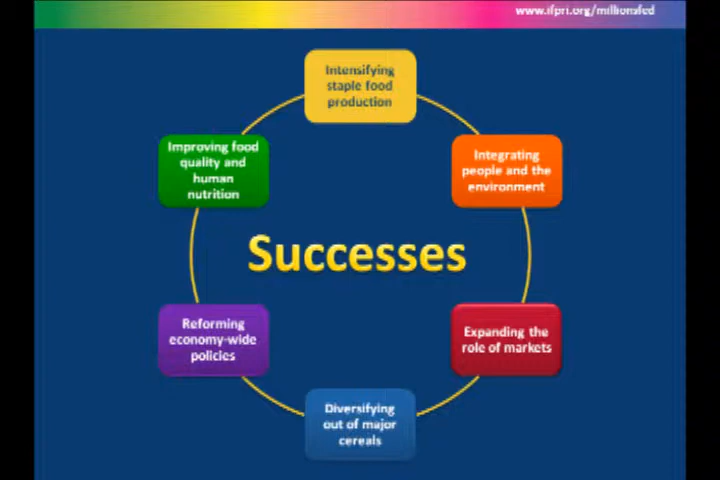 www.ifpri.org/millionsfed
Intensifying
staple food
production
Improving food
quality and
human
nutrition
Integrating
people and the
environment
Successes
Reforming
economy-wide
policies
Expanding the
role of markets
Diversifying
out of major
cereals